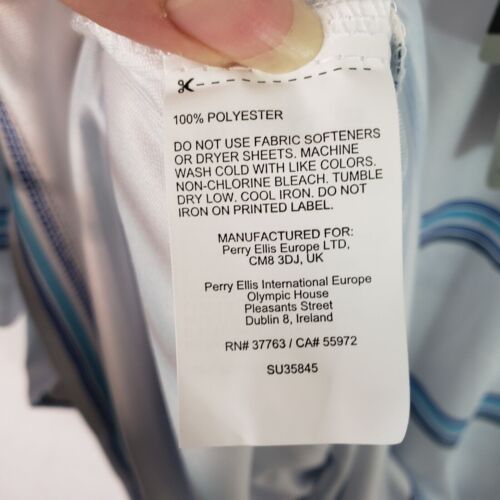 100% POLYESTER
DO NOT USE FABRIC SOFTENERS
OR DRYER SHEETS. MACHINE
WASH COLD WITH LIKE COLORS.
NON-CHLORINE BLEACH. TUMBLE
DRY LOW. COOL IRON. DO NOT
IRON ON PRINTED LABEL.
MANUFACTURED FOR:
Perry Ellis Europe LTD,
CM8 3DJ, UK
Perry Ellis International Europe
Olympic House
Pleasants Street
Dublin 8, Ireland
RN# 37763 / CA# 55972
SU35845